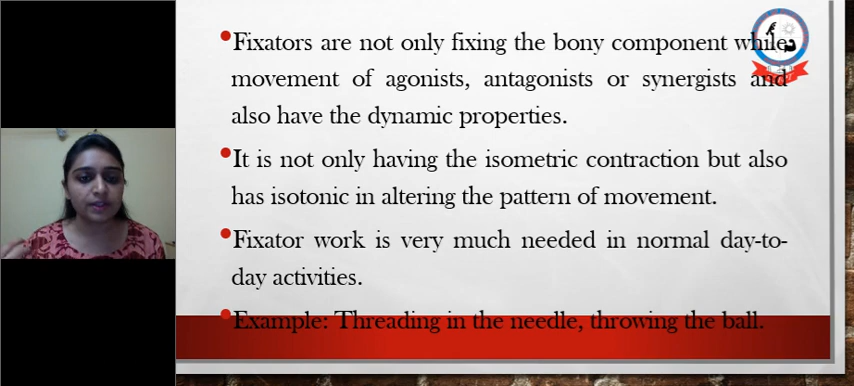 •Fixators are not only fixing the bony component while
movement of agonists, antagonists or synergists and
also have the dynamic properties.
•It is not only having the isometric contraction but also
has isotonic in altering the pattern of movement.
•Fixator work is very much needed in normal day-to-
day activities.
•Example: Threading in the needle, throwing the ball.